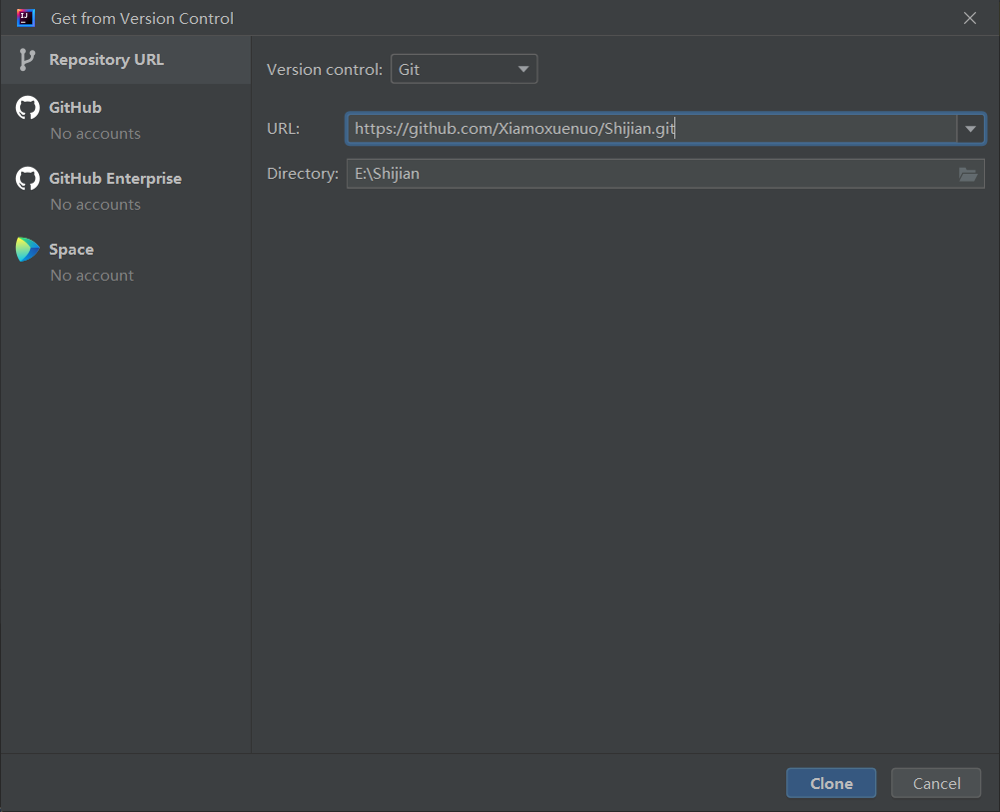 Get from Version Control
Repository URL
GitHub
No accounts
GitHub Enterprise
No accounts
Space
No account
Version control: Git
URL: https://github.com/Xiamoxuenuo/Shijian.git
Directory: E:\Shijian
Clone Cancel